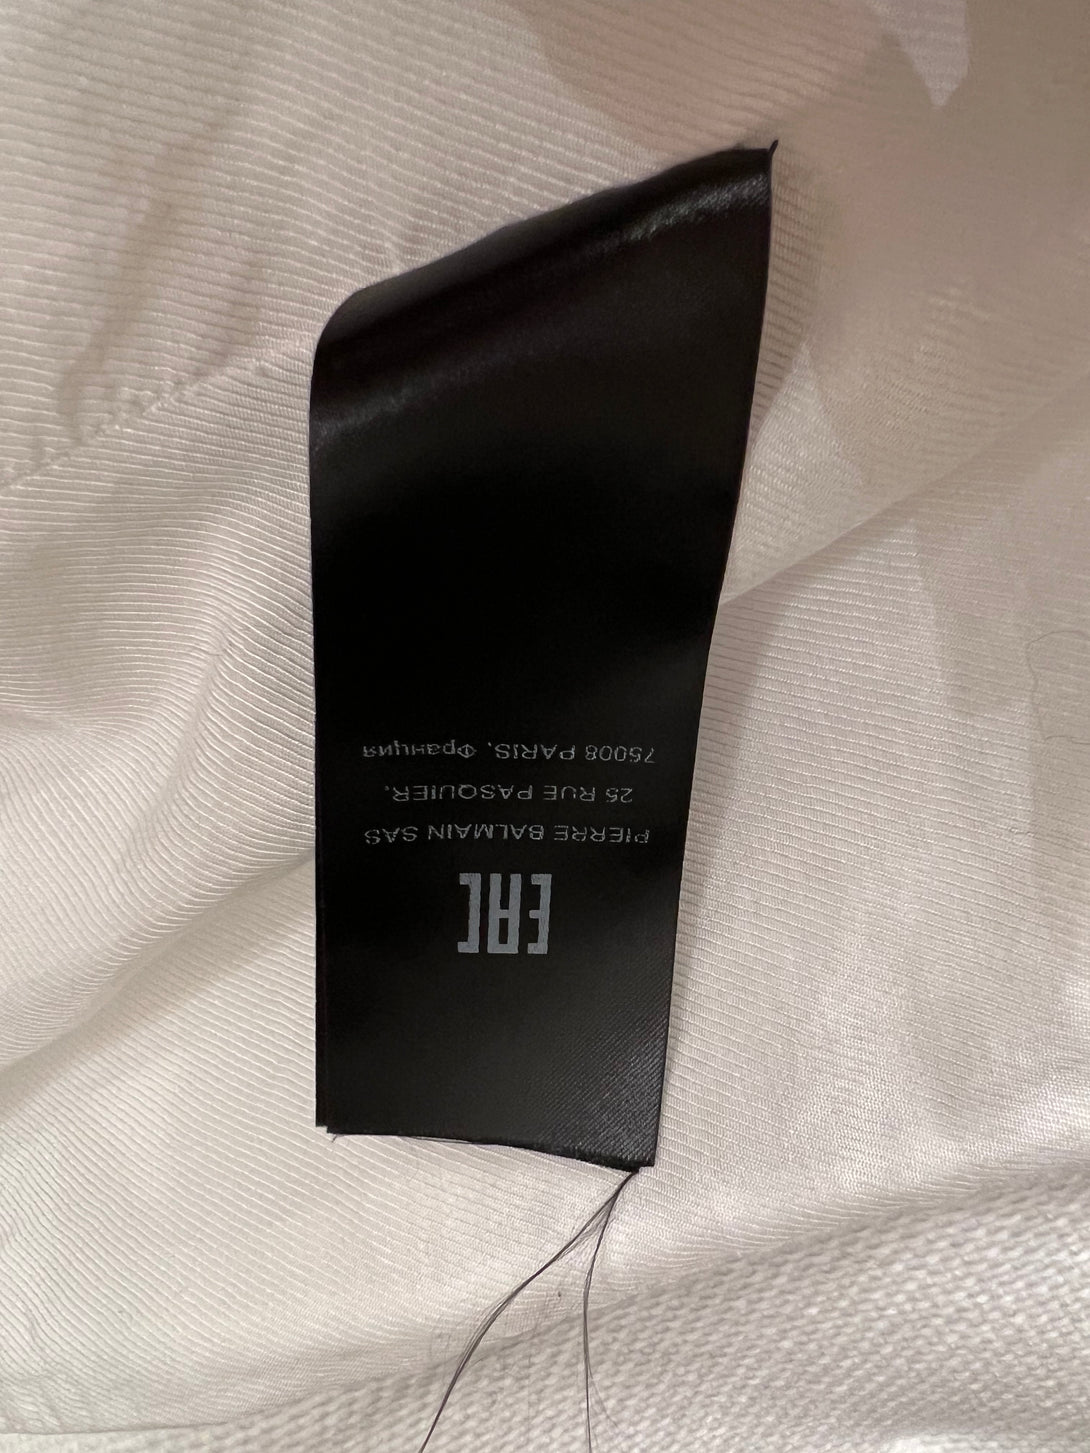 EAC
PIERRE BALMAIN SAS
25 RUE PASQUIER,
75008 PARIS, Франция